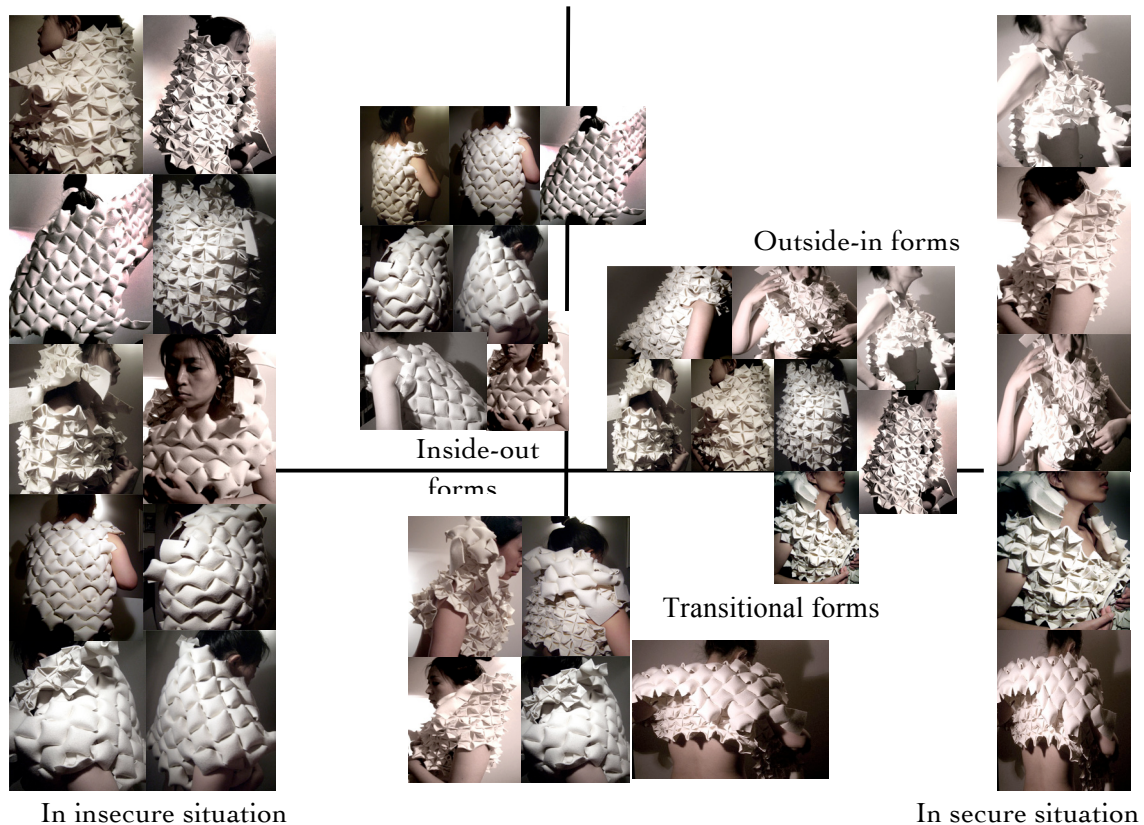 Outside-in forms
Inside-out
forms
Transitional forms
In insecure situation
In secure situation